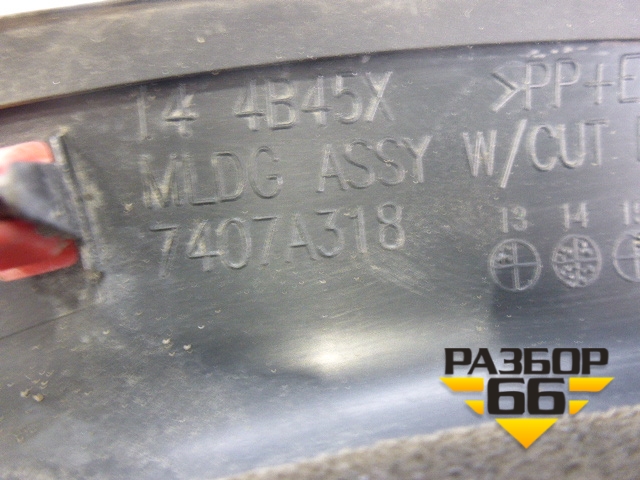 14 4B45X >PP+E
MLDG ASSY W/CUT
7407A318
13 14
РАЗБОР
66